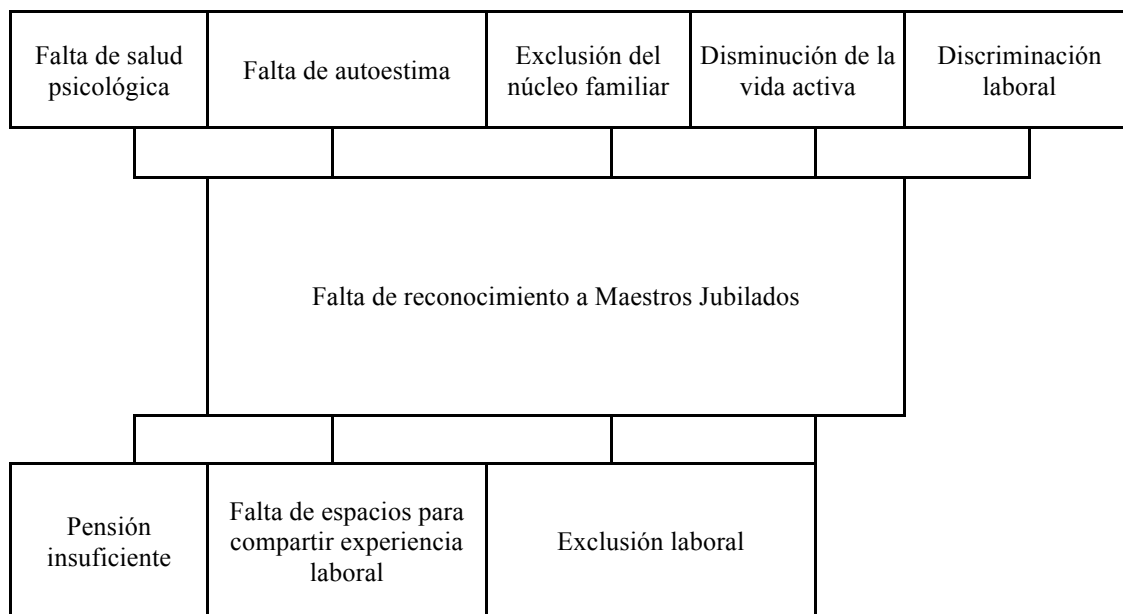 Falta de salud
psicológica
Falta de autoestima
Exclusión del
núcleo familiar
Disminución de la
vida activa
Discriminación
laboral
Falta de reconocimiento a Maestros Jubilados
Pensión
insuficiente
Falta de espacios para
compartir experiencia
laboral
Exclusión laboral